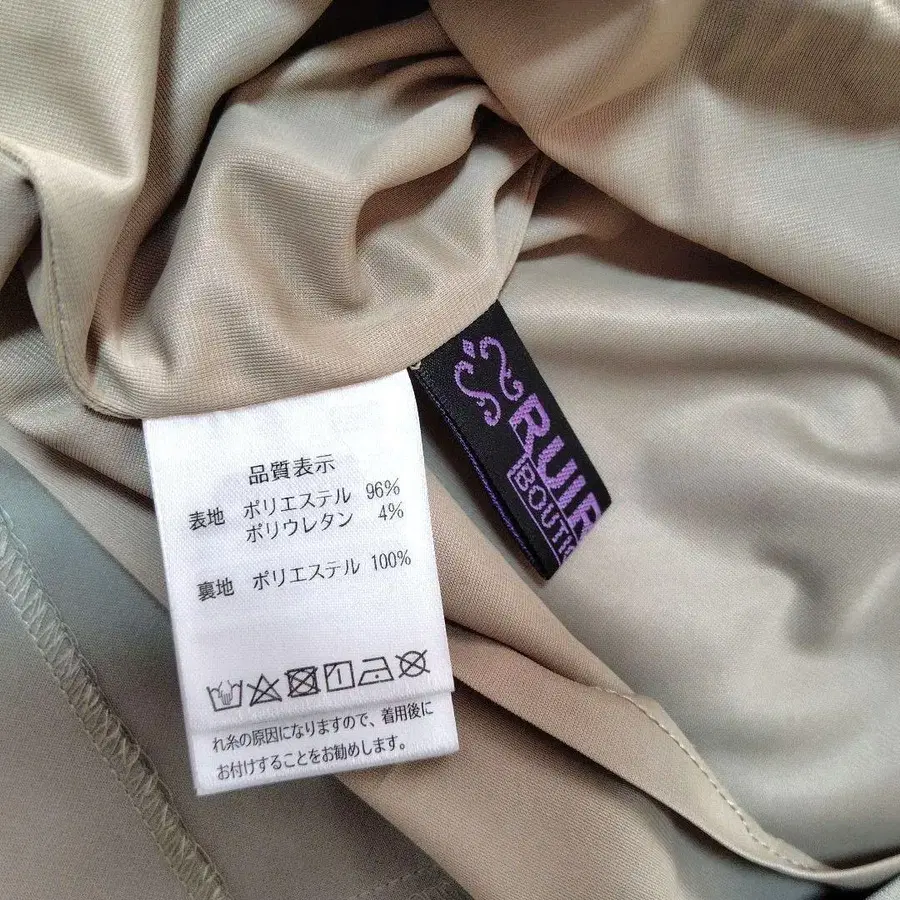 品質表示
表地 ポリエステル 96%
ポリウレタン 4%
裏地 ポリエステル 100%
れ糸の原因になりますので、着用後に
お付けすることをお勧めします。